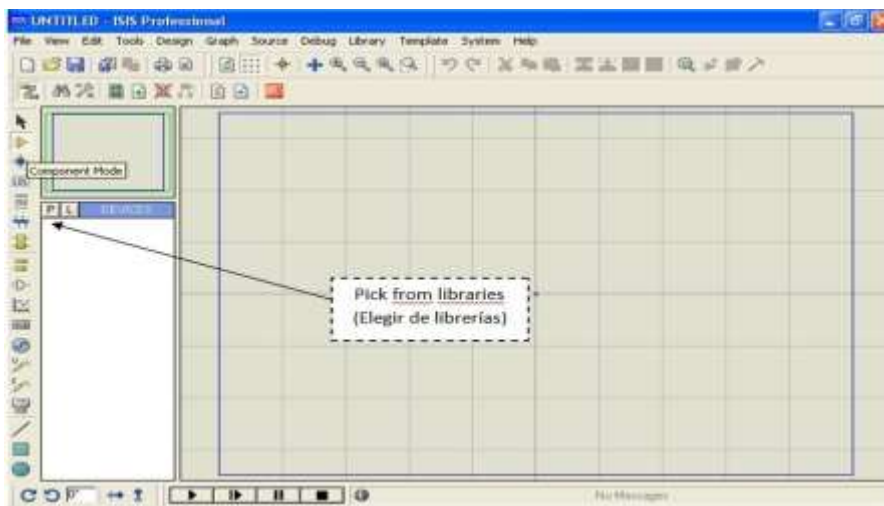 UNTITLED - ISIS Professional
File View Edit Tools Design Graph Source Debug Library Template System Help
Component Mode
P L DEVICES
Pick from libraries
(Elegir de librerías)
No Messages